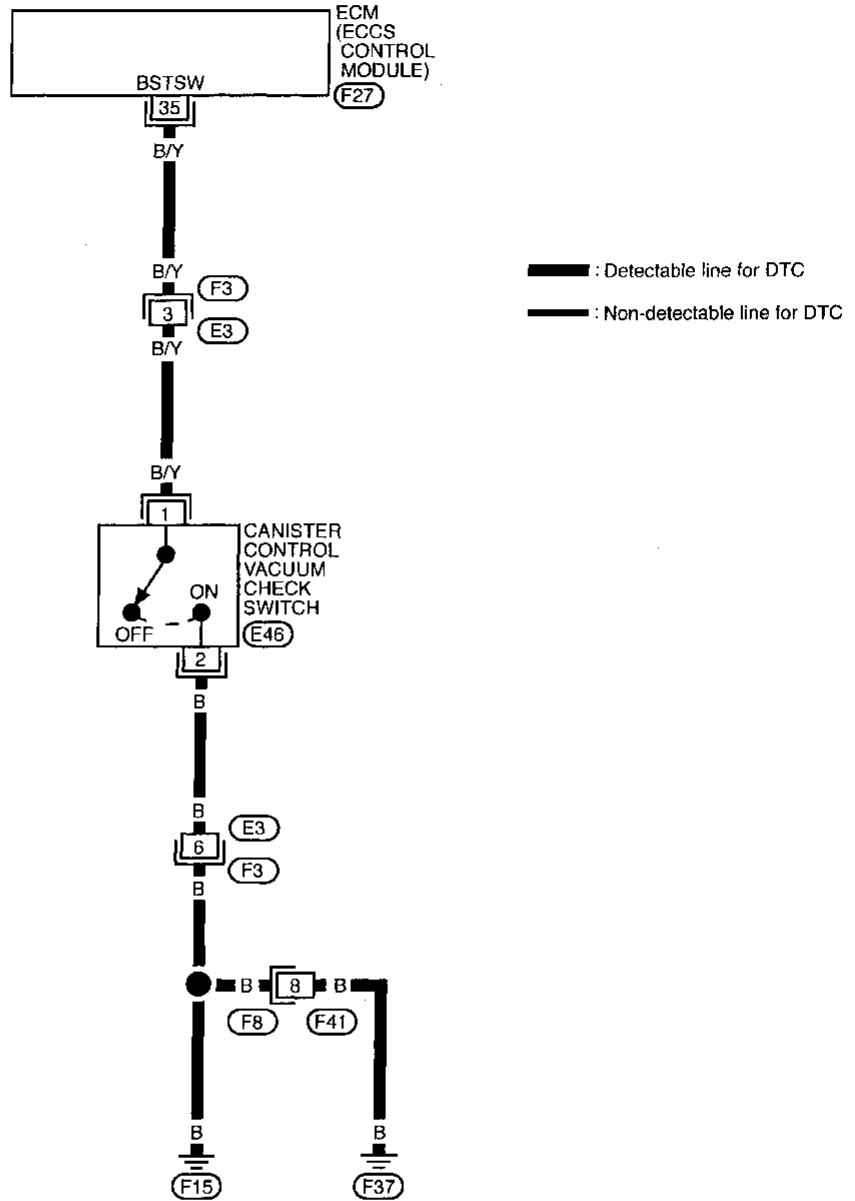 ECM
(ECCS
CONTROL
MODULE)
F27
BSTSW
35
B/Y
B/Y
F3
3
E3
B/Y
: Detectable line for DTC
: Non-detectable line for DTC
B/Y
1
CANISTER
CONTROL
VACUUM
CHECK
SWITCH
E46
ON
OFF
2
B
B
E3
6
F3
B
B
8
B
F8
F41
B
B
F15
F37